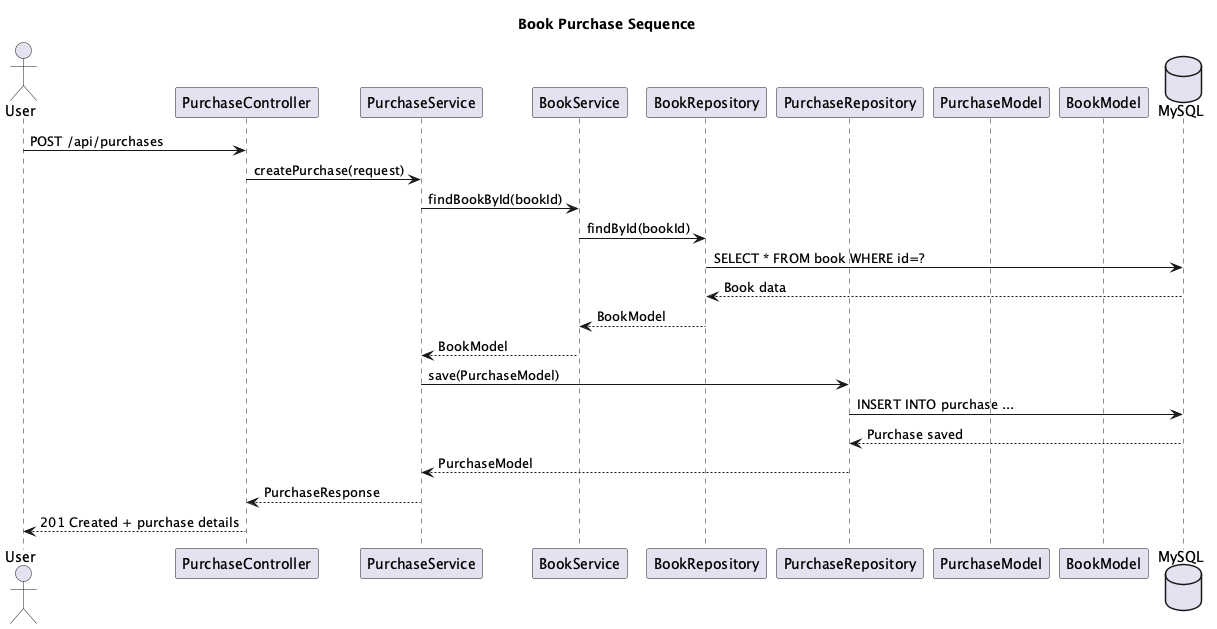 Book Purchase Sequence
User
PurchaseController
PurchaseService
BookService
BookRepository
PurchaseRepository
PurchaseModel
BookModel
MySQL
POST /api/purchases
createPurchase(request)
findBookById(bookId)
findById(bookId)
SELECT * FROM book WHERE id=?
Book data
BookModel
BookModel
save(PurchaseModel)
INSERT INTO purchase ...
Purchase saved
PurchaseModel
PurchaseResponse
201 Created + purchase details
User
PurchaseController
PurchaseService
BookService
BookRepository
PurchaseRepository
PurchaseModel
BookModel
MySQL